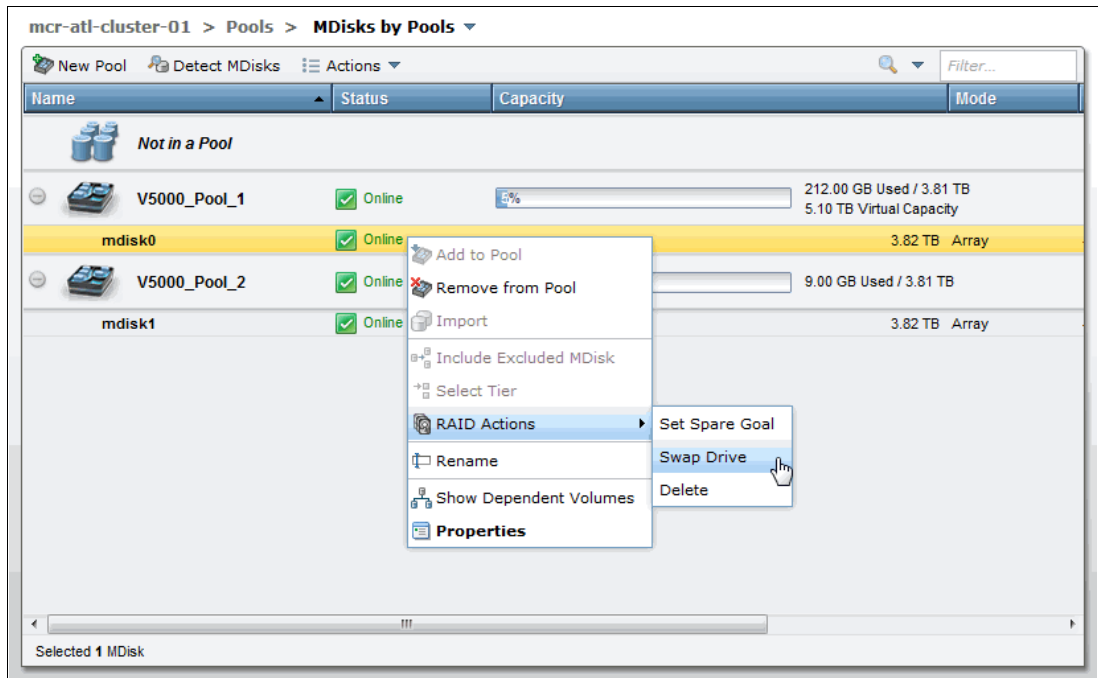 mcr-atl-cluster-01 > Pools > MDisks by Pools
New Pool Detect MDisks Actions Filter...
Name Status Capacity Mode
Not in a Pool
V5000_Pool_1 Online 5% 212.00 GB Used / 3.81 TB
5.10 TB Virtual Capacity
mdisk0 Online 3.82 TB Array
V5000_Pool_2 Online 9.00 GB Used / 3.81 TB
mdisk1 Online 3.82 TB Array
Add to Pool
Remove from Pool
Import
Include Excluded MDisk
Select Tier
RAID Actions
Set Spare Goal
Swap Drive
Delete
Rename
Show Dependent Volumes
Properties
Selected 1 MDisk